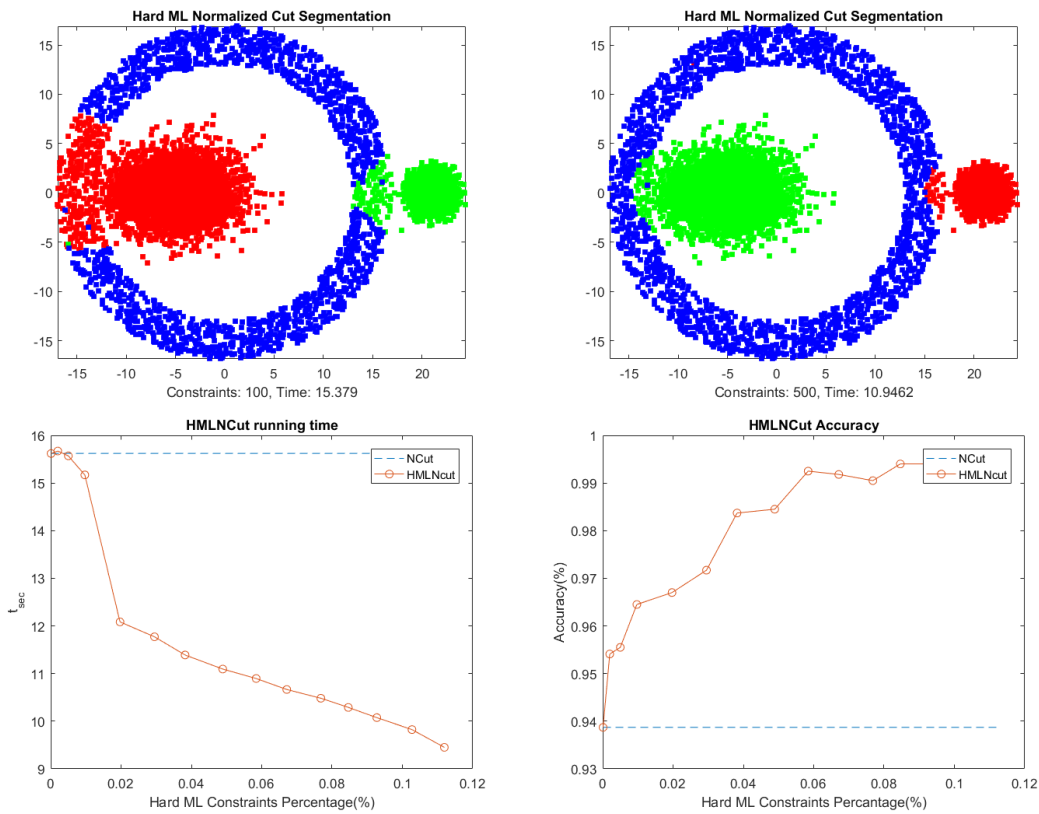 Hard ML Normalized Cut Segmentation
15
10
5
0
-5
-10
-15
-15 -10 -5 0 5 10 15 20
Constraints: 100, Time: 15.379
Hard ML Normalized Cut Segmentation
15
10
5
0
-5
-10
-15
-15 -10 -5 0 5 10 15 20
Constraints: 500, Time: 10.9462
HMLNCut running time
16
15
14
13
12
11
10
9
t_sec
NCut
HMLNcut
0 0.02 0.04 0.06 0.08 0.1 0.12
Hard ML Constraints Percentage(%)
HMLNCut Accuracy
1
0.99
0.98
0.97
0.96
0.95
0.94
0.93
Accuracy(%)
NCut
HMLNcut
0 0.02 0.04 0.06 0.08 0.1 0.12
Hard ML Constraints Percantage(%)